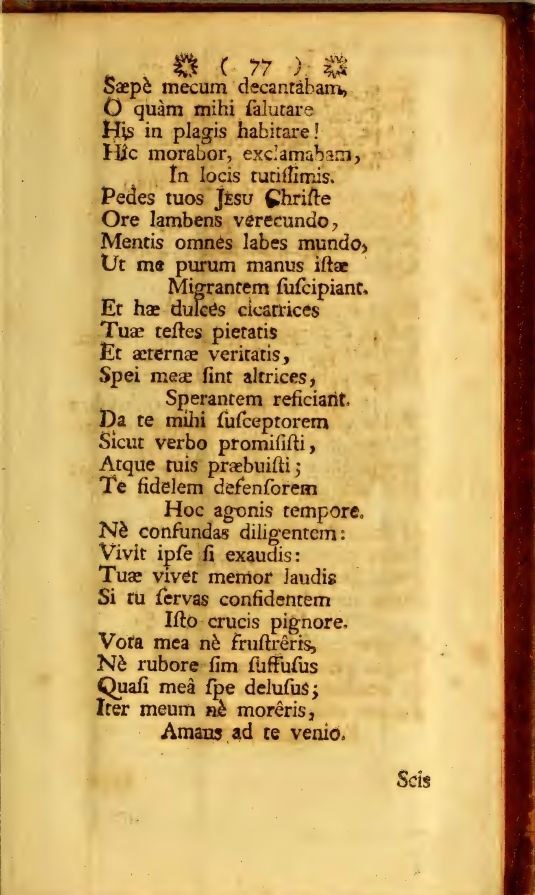 ( 77 )
Sæpè mecum decantabam,
O quàm mihi ſalutare
His in plagis habitare!
Hîc morabor, exclamabam,
In locis tutiſſimis.
Pedes tuos Jesu Chriſte
Ore lambens verecundo,
Mentis omnes labes mundo,
Ut me purum manus iſtæ
Migrantem ſuſcipiant.
Et hæ dulces cicatrices
Tuæ teſtes pietatis
Et æternæ veritatis,
Spei meæ ſint altrices,
Sperantem reficiant.
Da te mihi ſuſceptorem
Sicut verbo promiſiſti,
Atque tuis præbuiſti;
Te fidelem defenſorem
Hoc agonis tempore.
Nè confundas diligentem:
Vivit ipſe ſi exaudis:
Tuæ vivet memor laudis
Si tu ſervas confidentem
Iſto crucis pignore.
Vota mea nè fruſtrêris,
Nè rubore ſim ſuffuſus
Quaſi meâ ſpe deluſus;
Iter meum nè morêris,
Amans ad te venio.
Scis